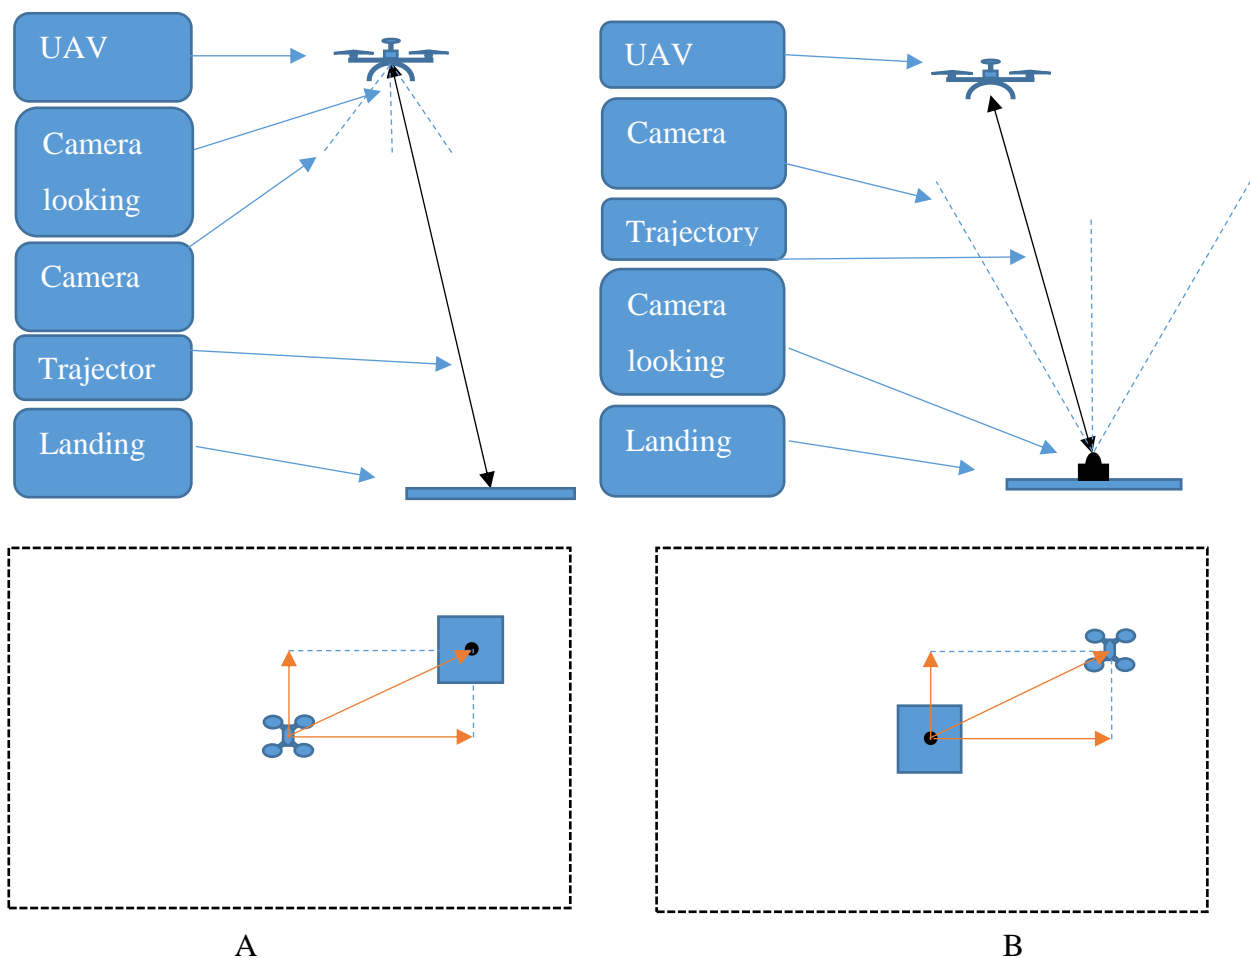 UAV
Camera
looking
Camera
Trajector
Landing
UAV
Camera
Trajectory
Camera
looking
Landing
A
B